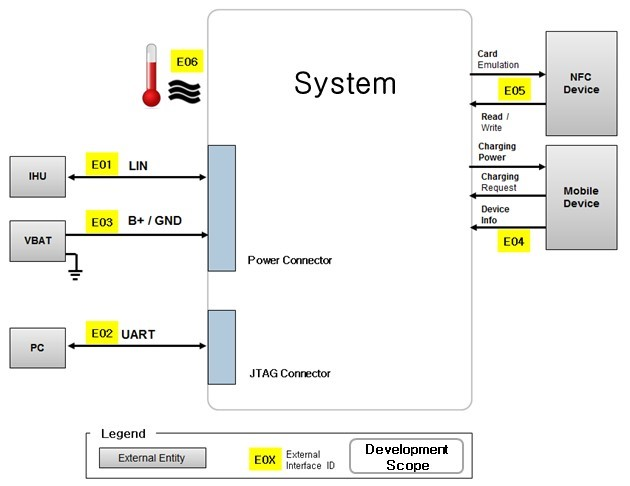 System
E06
Card
Emulation
E05
Read /
Write
NFC
Device
Charging
Power
Charging
Request
Device
Info
E04
Mobile
Device
IHU
E01
LIN
VBAT
E03
B+ / GND
Power Connector
PC
E02
UART
JTAG Connector
Legend
External Entity
E0X
External
Interface ID
Development
Scope